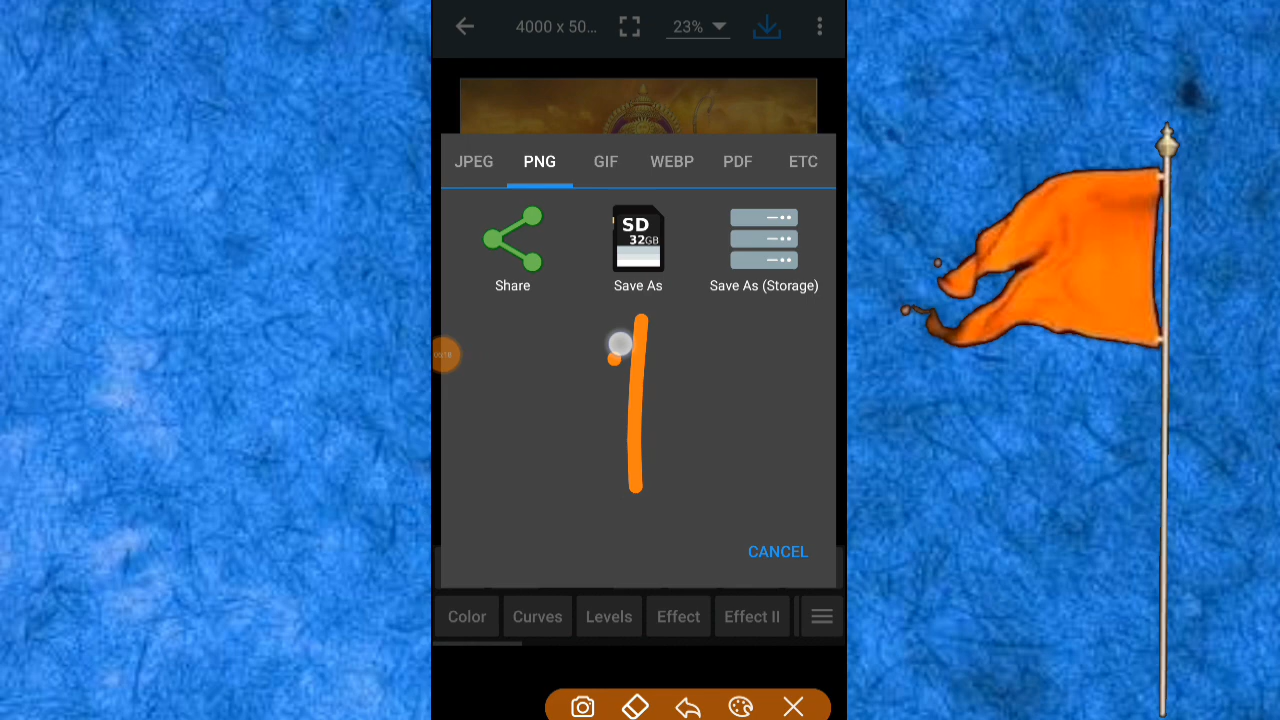 4000 x 50... 23%
JPEG PNG GIF WEBP PDF ETC
SD
32GB
Share Save As Save As (Storage)
CANCEL
Color Curves Levels Effect Effect II